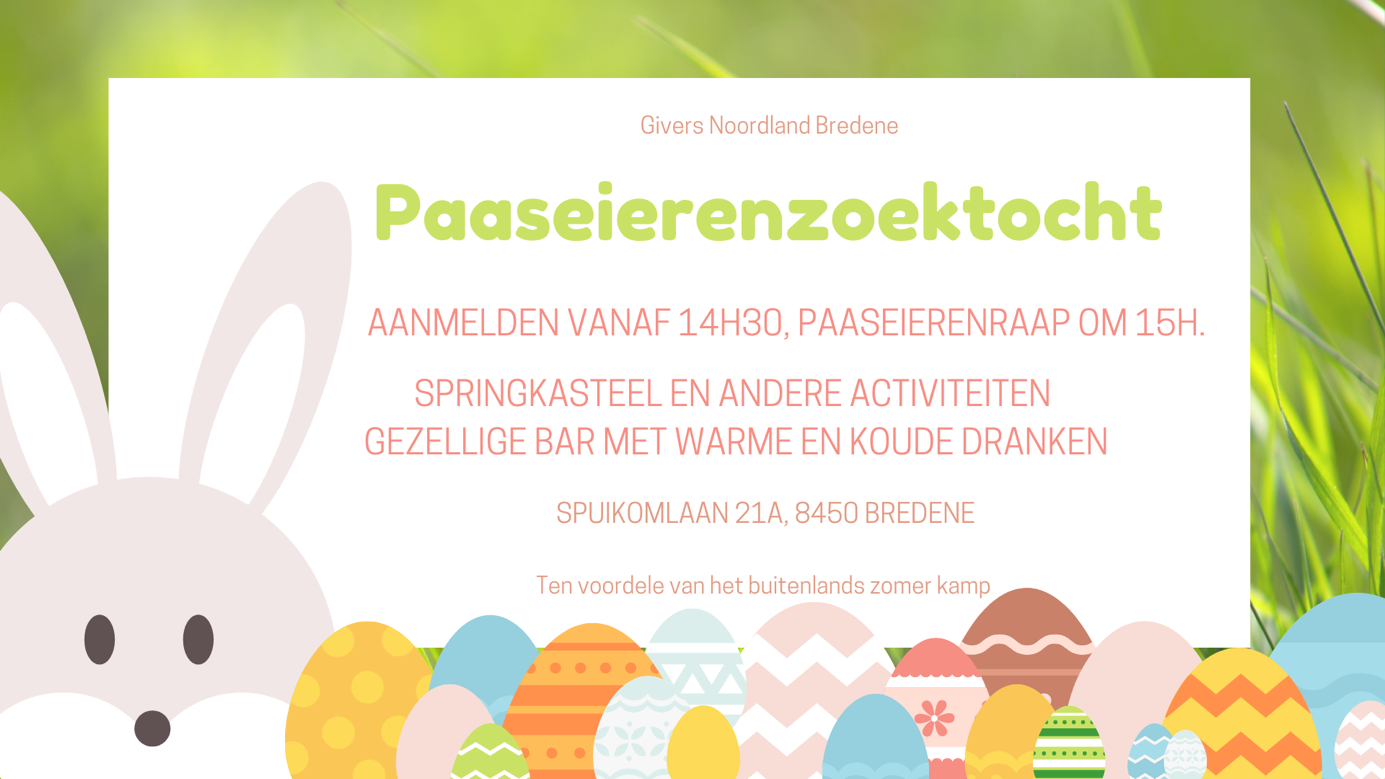 Givers Noordland Bredene
Paaseierenzoektocht
AANMELDEN VANAF 14H30, PAASEIERENRAAP OM 15H.
SPRINGKASTEEL EN ANDERE ACTIVITEITEN
GEZELLIGE BAR MET WARME EN KOUDE DRANKEN
SPUIKOMLAAN 21A, 8450 BREDENE
Ten voordele van het buitenlands zomer kamp